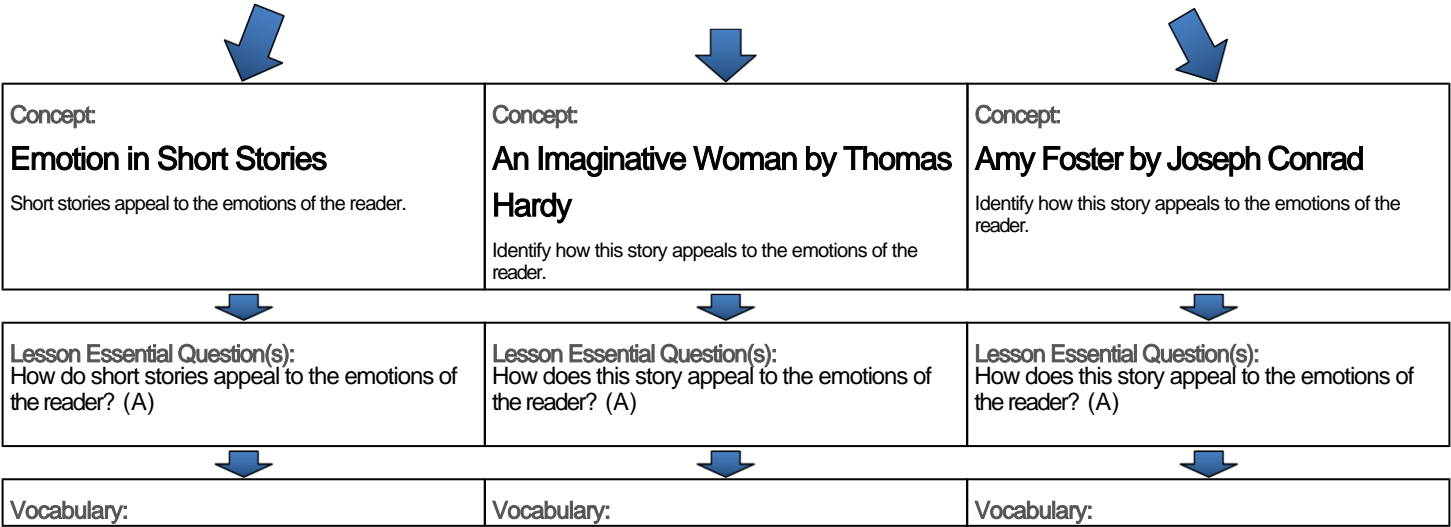 Concept:
Emotion in Short Stories
Short stories appeal to the emotions of the reader.
Concept:
An Imaginative Woman by Thomas
Hardy
Identify how this story appeals to the emotions of the
reader.
Concept:
Amy Foster by Joseph Conrad
Identify how this story appeals to the emotions of the
reader.
Lesson Essential Question(s):
How do short stories appeal to the emotions of
the reader? (A)
Lesson Essential Question(s):
How does this story appeal to the emotions of
the reader? (A)
Lesson Essential Question(s):
How does this story appeal to the emotions of
the reader? (A)
Vocabulary:
Vocabulary:
Vocabulary: